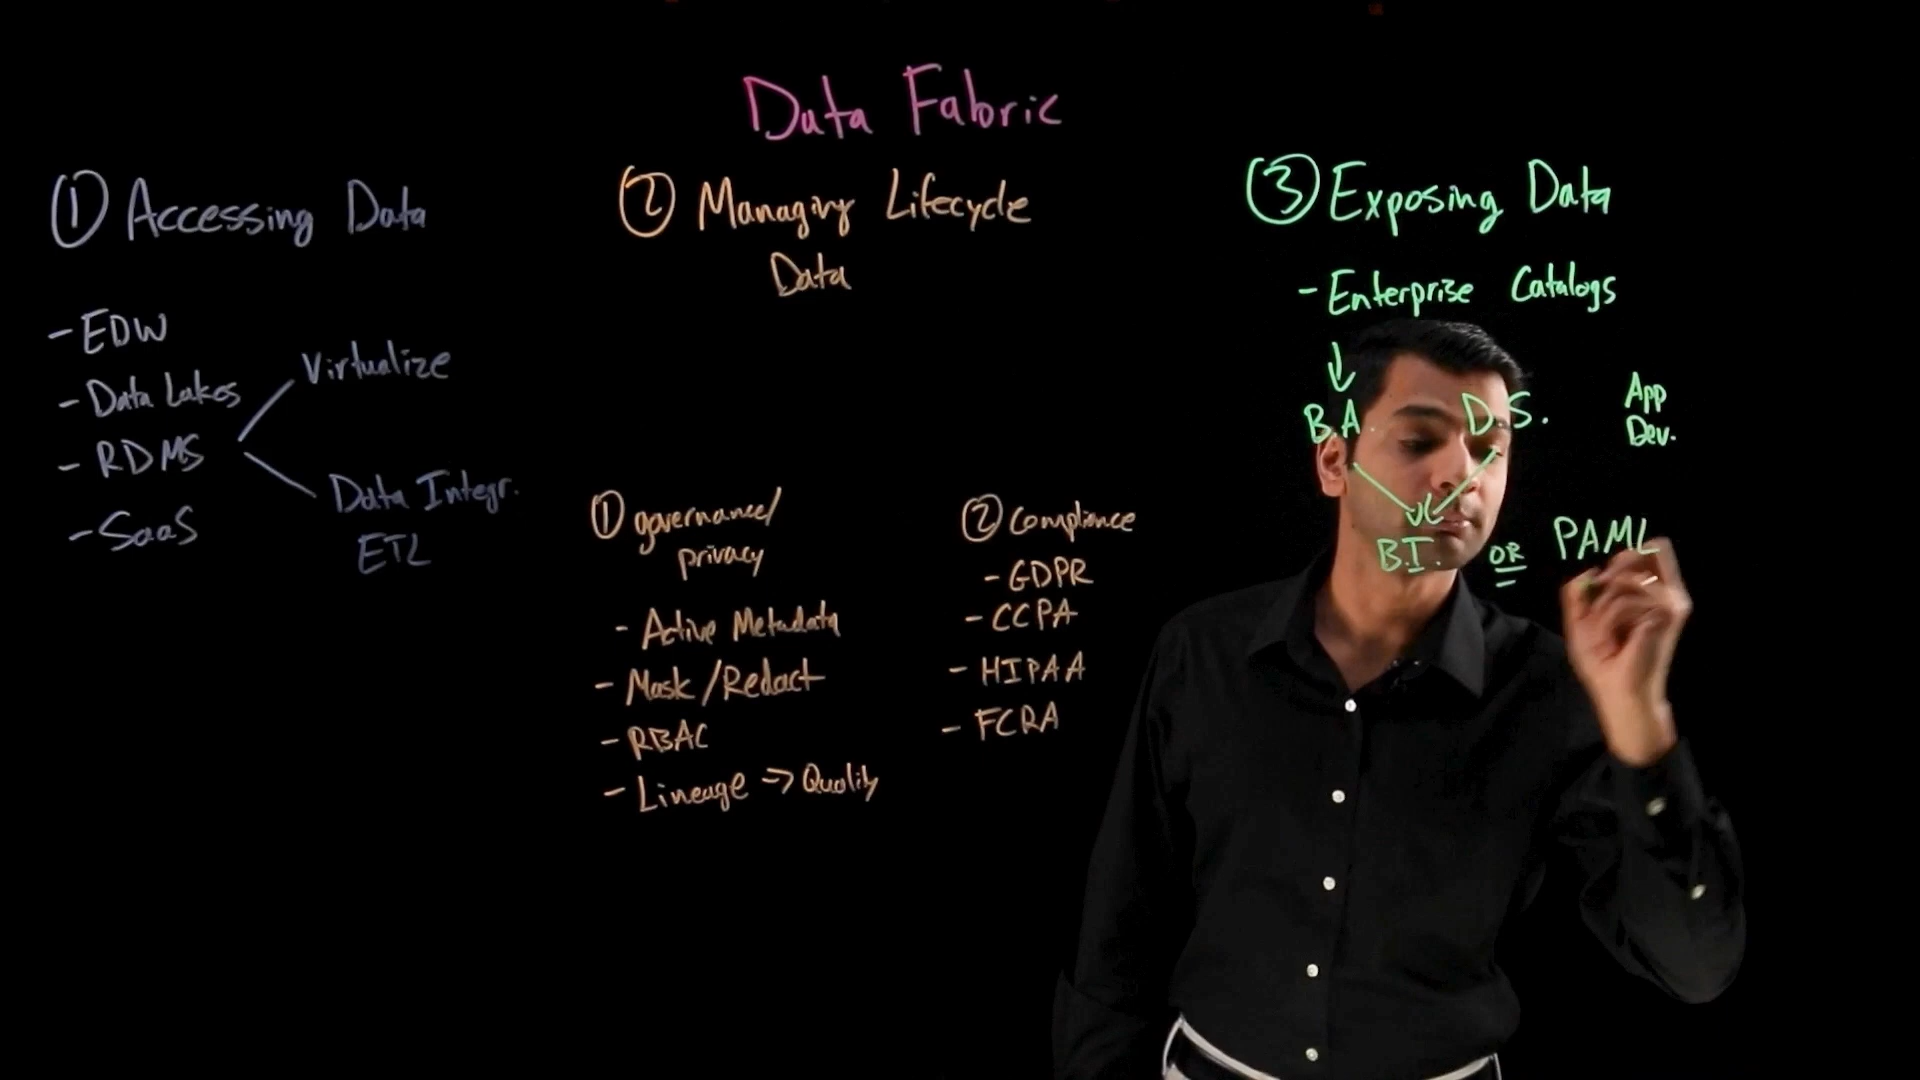 Data Fabric
① Accessing Data
- EDW
- Data Lakes
- RDMS
- SaaS
Virtualize
Data Integr.
ETL
② Managing Lifecycle
Data
① governance/
privacy
- Active Metadata
- Mask/Redact
- RBAC
- Lineage → Quality
② Compliance
- GDPR
- CCPA
- HIPAA
- FCRA
③ Exposing Data
- Enterprise Catalogs
↓
B.A. D.S. App
Dev.
B.I. OR PAML